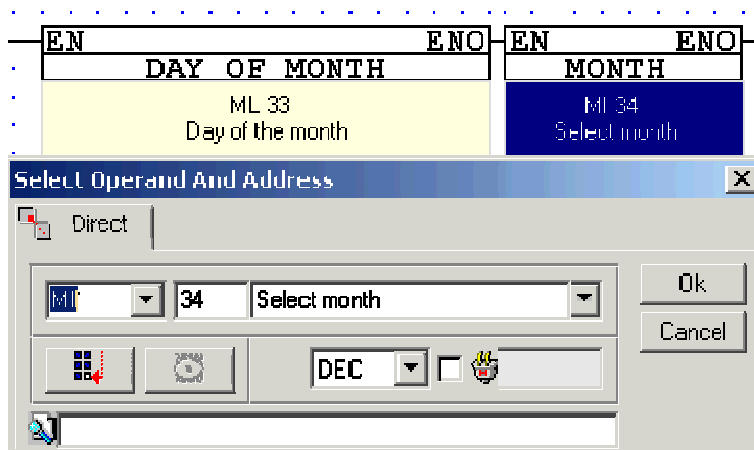 EN ENO EN ENO
DAY OF MONTH MONTH
ML 33 MI 34
Day of the month Select month
Select Operand And Address
Direct
MI 34 Select month
Ok
Cancel
DEC